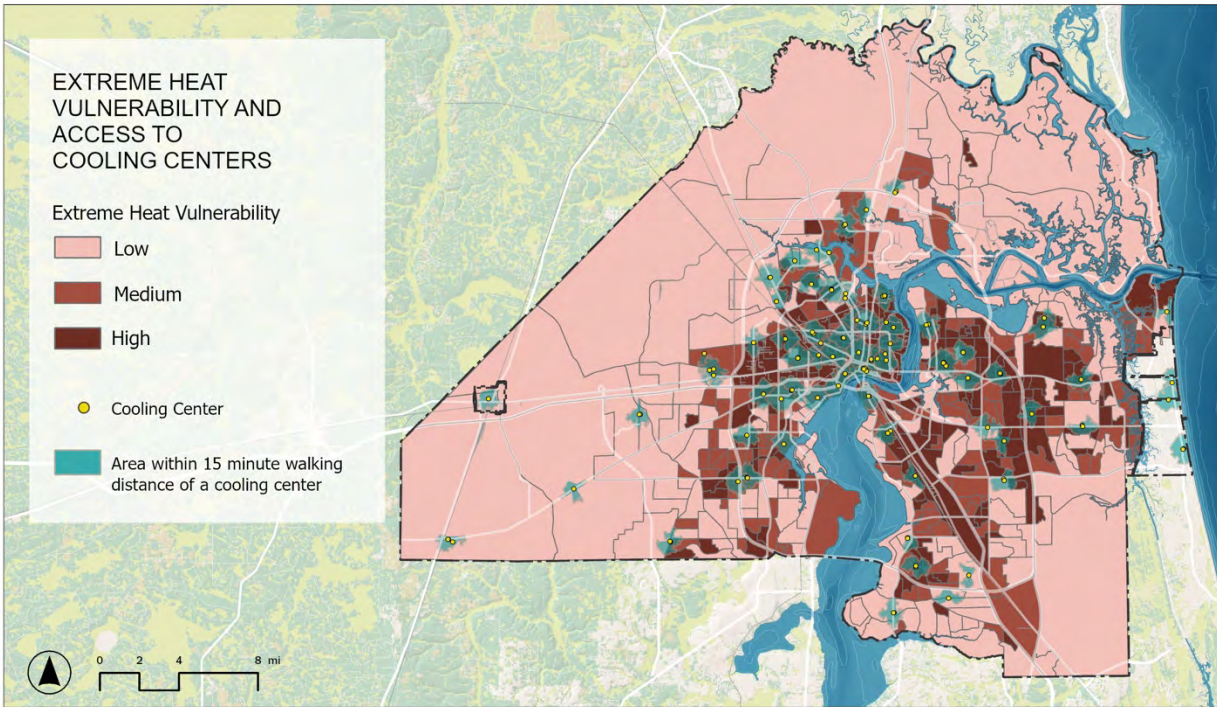 EXTREME HEAT
VULNERABILITY AND
ACCESS TO
COOLING CENTERS
Extreme Heat Vulnerability
Low
Medium
High
Cooling Center
Area within 15 minute walking
distance of a cooling center
0 2 4 8 mi